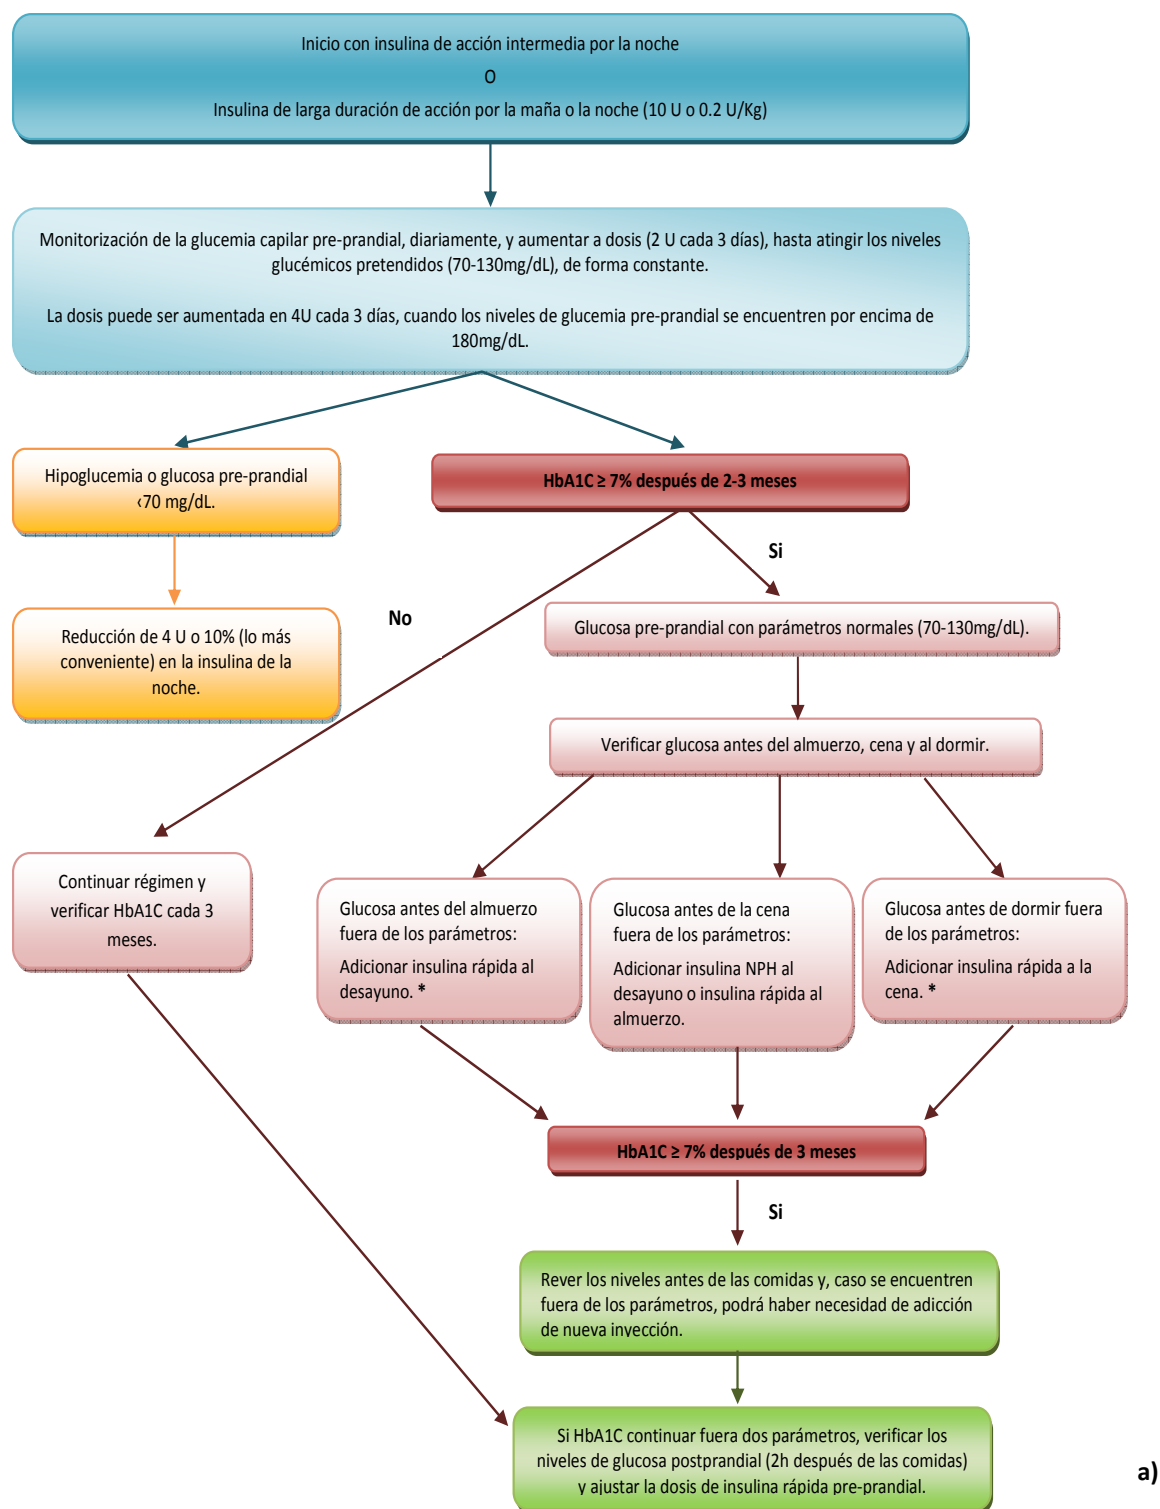 Inicio con insulina de acción intermedia por la noche
O
Insulina de larga duración de acción por la maña o la noche (10 U o 0.2 U/Kg)
Monitorización de la glucemia capilar pre-prandial, diariamente, y aumentar a dosis (2 U cada 3 días), hasta atingir los niveles
glucémicos pretendidos (70-130mg/dL), de forma constante.
La dosis puede ser aumentada en 4U cada 3 días, cuando los niveles de glucemia pre-prandial se encuentren por encima de
180mg/dL.
Hipoglucemia o glucosa pre-prandial
‹70 mg/dL.
HbA1C ≥ 7% después de 2-3 meses
Si
No
Reducción de 4 U o 10% (lo más
conveniente) en la insulina de la
noche.
Glucosa pre-prandial con parámetros normales (70-130mg/dL).
Verificar glucosa antes del almuerzo, cena y al dormir.
Continuar régimen y
verificar HbA1C cada 3
meses.
Glucosa antes del almuerzo
fuera de los parámetros:
Adicionar insulina rápida al
desayuno. *
Glucosa antes de la cena
fuera de los parámetros:
Adicionar insulina NPH al
desayuno o insulina rápida al
almuerzo.
Glucosa antes de dormir fuera
de los parámetros:
Adicionar insulina rápida a la
cena. *
HbA1C ≥ 7% después de 3 meses
Si
Rever los niveles antes de las comidas y, caso se encuentren
fuera de los parámetros, podrá haber necesidad de adicción
de nueva inyección.
Si HbA1C continuar fuera dos parámetros, verificar los
niveles de glucosa postprandial (2h después de las comidas)
y ajustar la dosis de insulina rápida pre-prandial.
a)